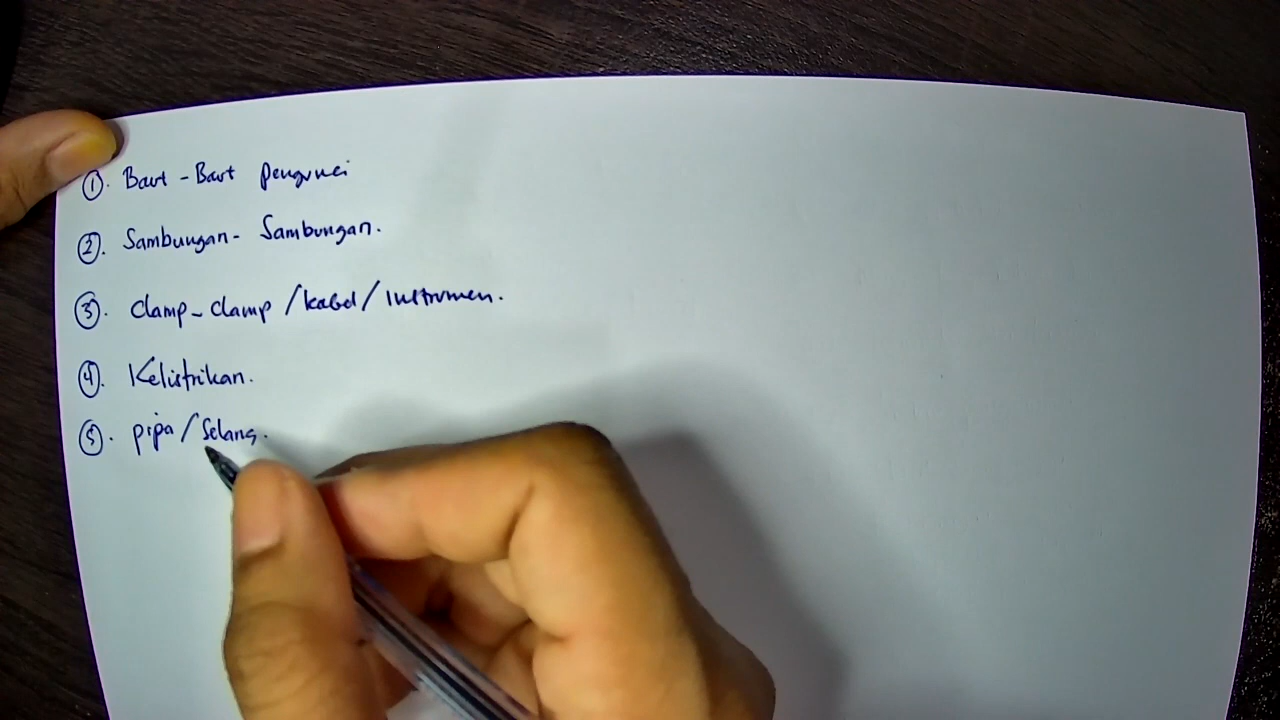 ①. Baut - Baut pengunci
②. Sambungan - Sambungan.
③. Clamp - clamp / kabel / Instrumen.
④. Kelistrikan.
⑤. pipa / Selang.